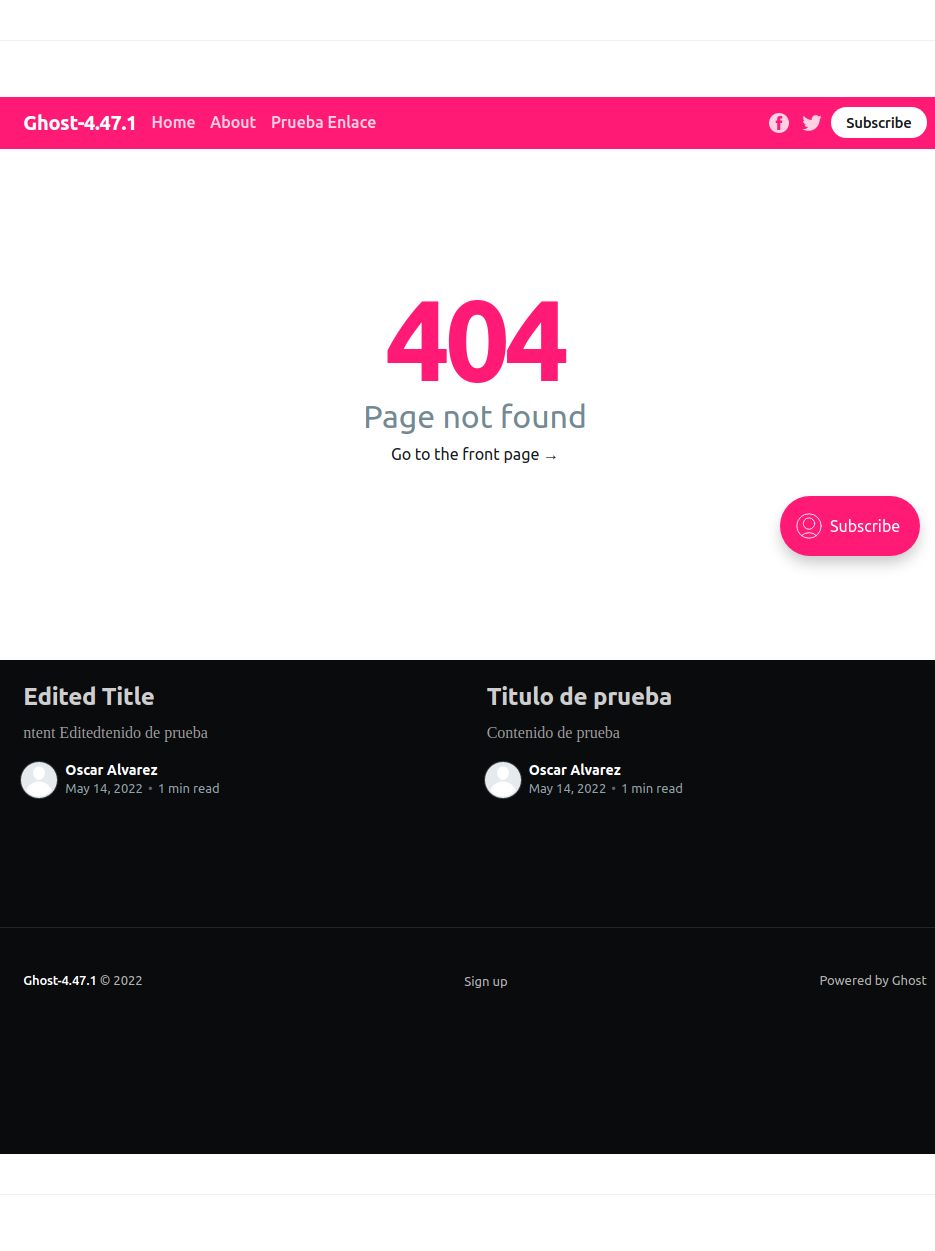 Ghost-4.47.1 Home About Prueba Enlace Subscribe
404
Page not found
Go to the front page →
Subscribe
Edited Title
ntent Editedtenido de prueba
Oscar Alvarez
May 14, 2022 • 1 min read
Titulo de prueba
Contenido de prueba
Oscar Alvarez
May 14, 2022 • 1 min read
Ghost-4.47.1 © 2022 Sign up Powered by Ghost